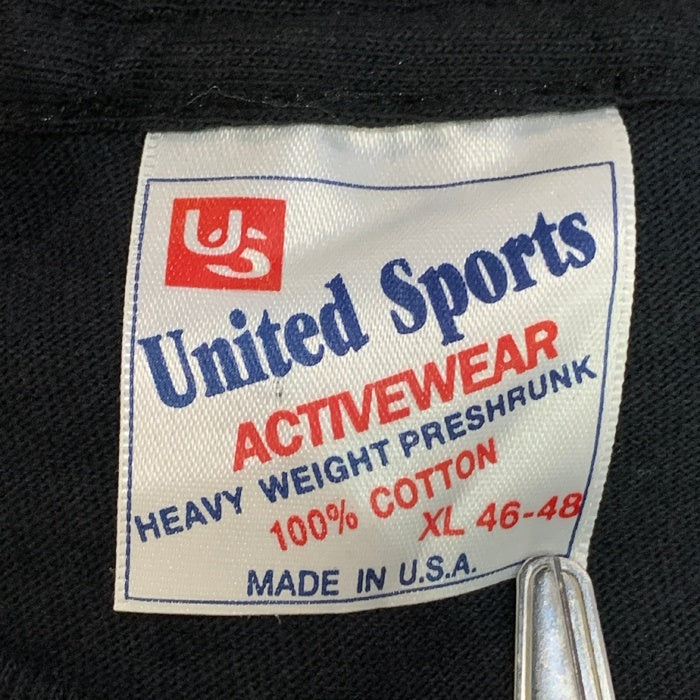 US
United Sports
ACTIVEWEAR
HEAVY WEIGHT PRESHRUNK
100% COTTON
XL 46-48
MADE IN U.S.A.